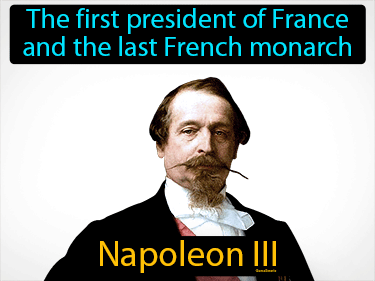 The first president of France
and the last French monarch
Napoleon III